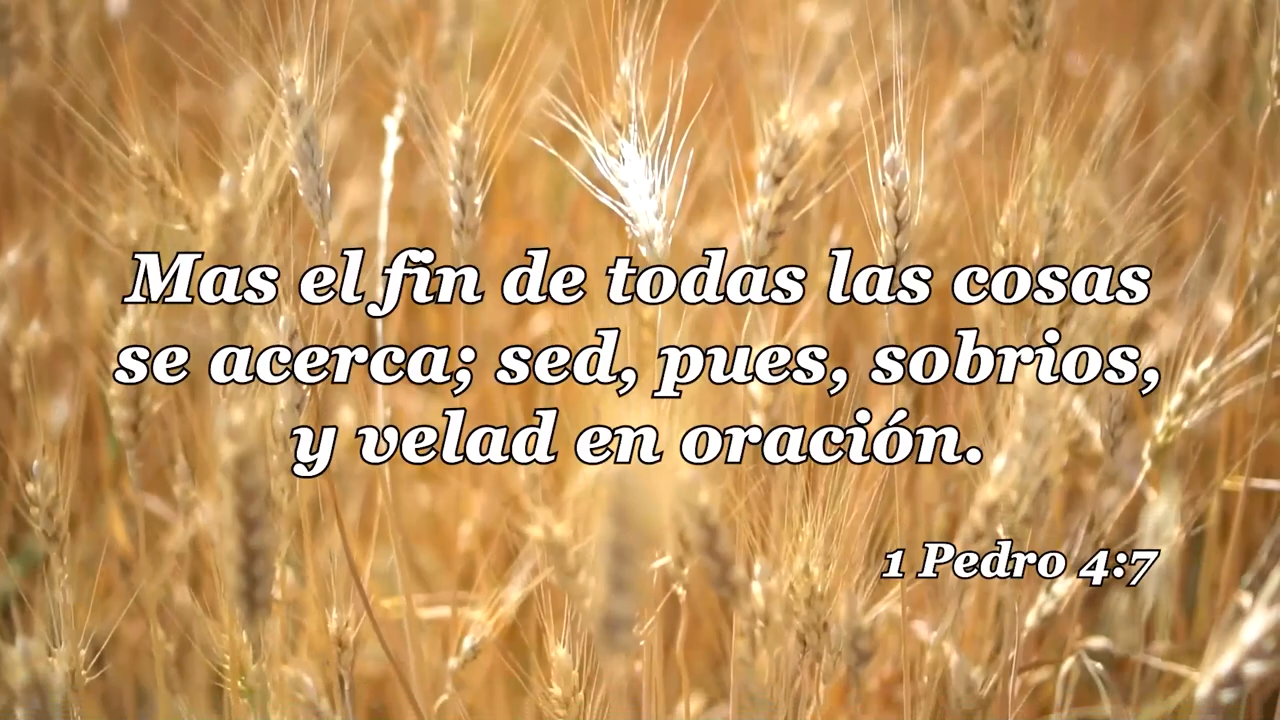 Mas el fin de todas las cosas
se acerca; sed, pues, sobrios,
y velad en oración.
1 Pedro 4:7